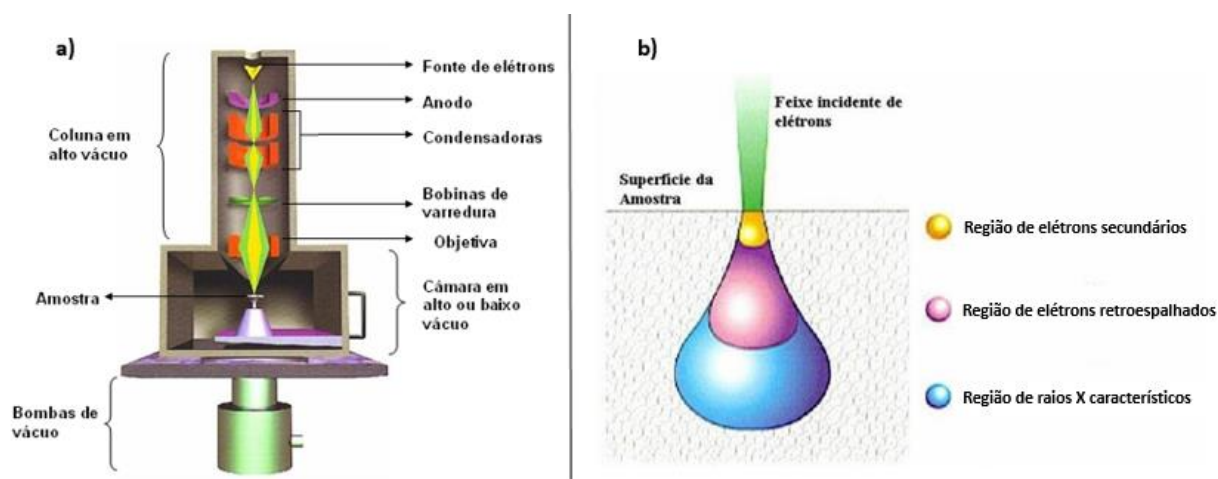 a)
Fonte de elétrons
Anodo
Condensadoras
Coluna em
alto vácuo
Bobinas de
varredura
Objetiva
Amostra
Câmara em
alto ou baixo
vácuo
Bombas de
vácuo
b)
Feixe incidente de
elétrons
Superfície da
Amostra
Região de elétrons secundários
Região de elétrons retroespalhados
Região de raios X característicos